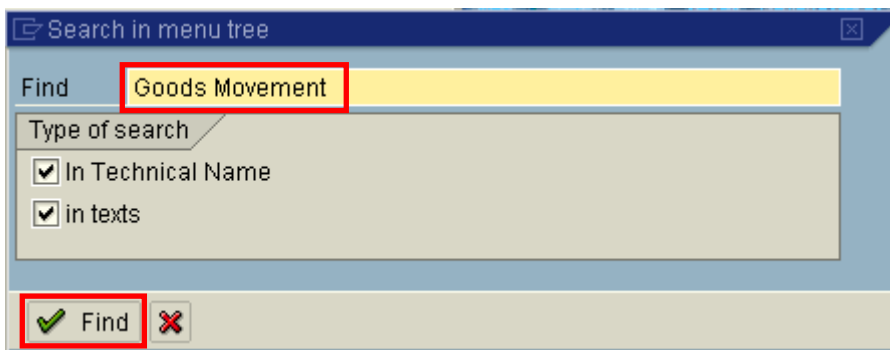 Search in menu tree
Find Goods Movement
Type of search
In Technical Name
in texts
Find